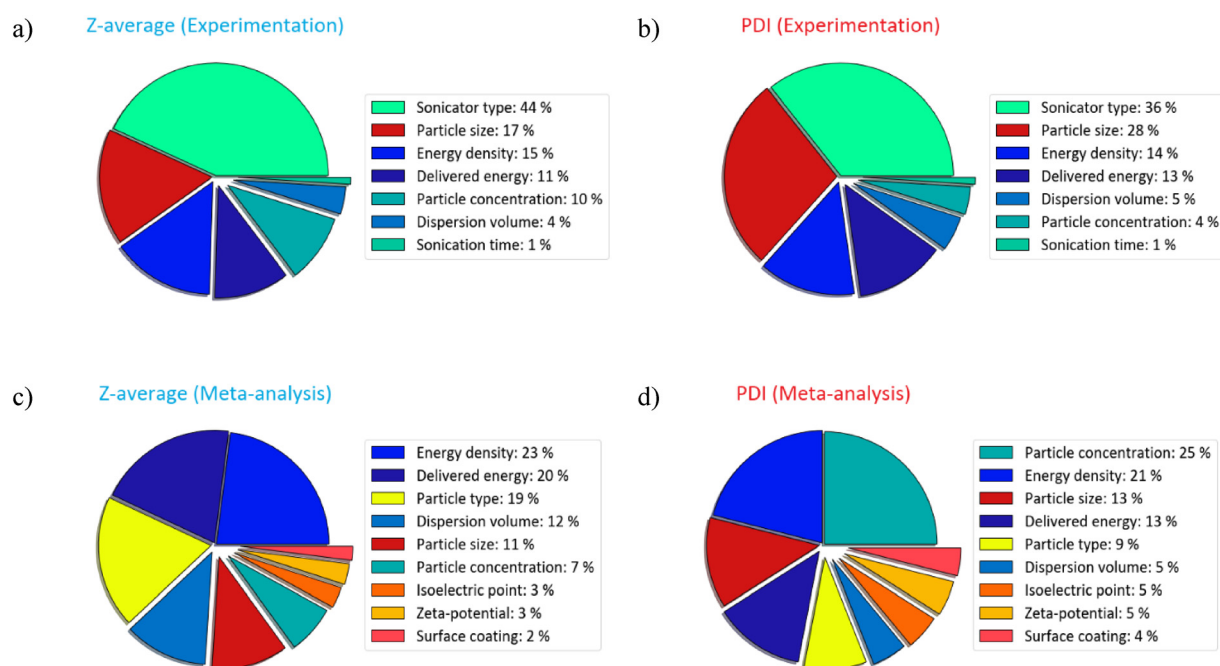 a)
Z-average (Experimentation)
Sonicator type: 44 %
Particle size: 17 %
Energy density: 15 %
Delivered energy: 11 %
Particle concentration: 10 %
Dispersion volume: 4 %
Sonication time: 1 %
b)
PDI (Experimentation)
Sonicator type: 36 %
Particle size: 28 %
Energy density: 14 %
Delivered energy: 13 %
Dispersion volume: 5 %
Particle concentration: 4 %
Sonication time: 1 %
c)
Z-average (Meta-analysis)
Energy density: 23 %
Delivered energy: 20 %
Particle type: 19 %
Dispersion volume: 12 %
Particle size: 11 %
Particle concentration: 7 %
Isoelectric point: 3 %
Zeta-potential: 3 %
Surface coating: 2 %
d)
PDI (Meta-analysis)
Particle concentration: 25 %
Energy density: 21 %
Particle size: 13 %
Delivered energy: 13 %
Particle type: 9 %
Dispersion volume: 5 %
Isoelectric point: 5 %
Zeta-potential: 5 %
Surface coating: 4 %